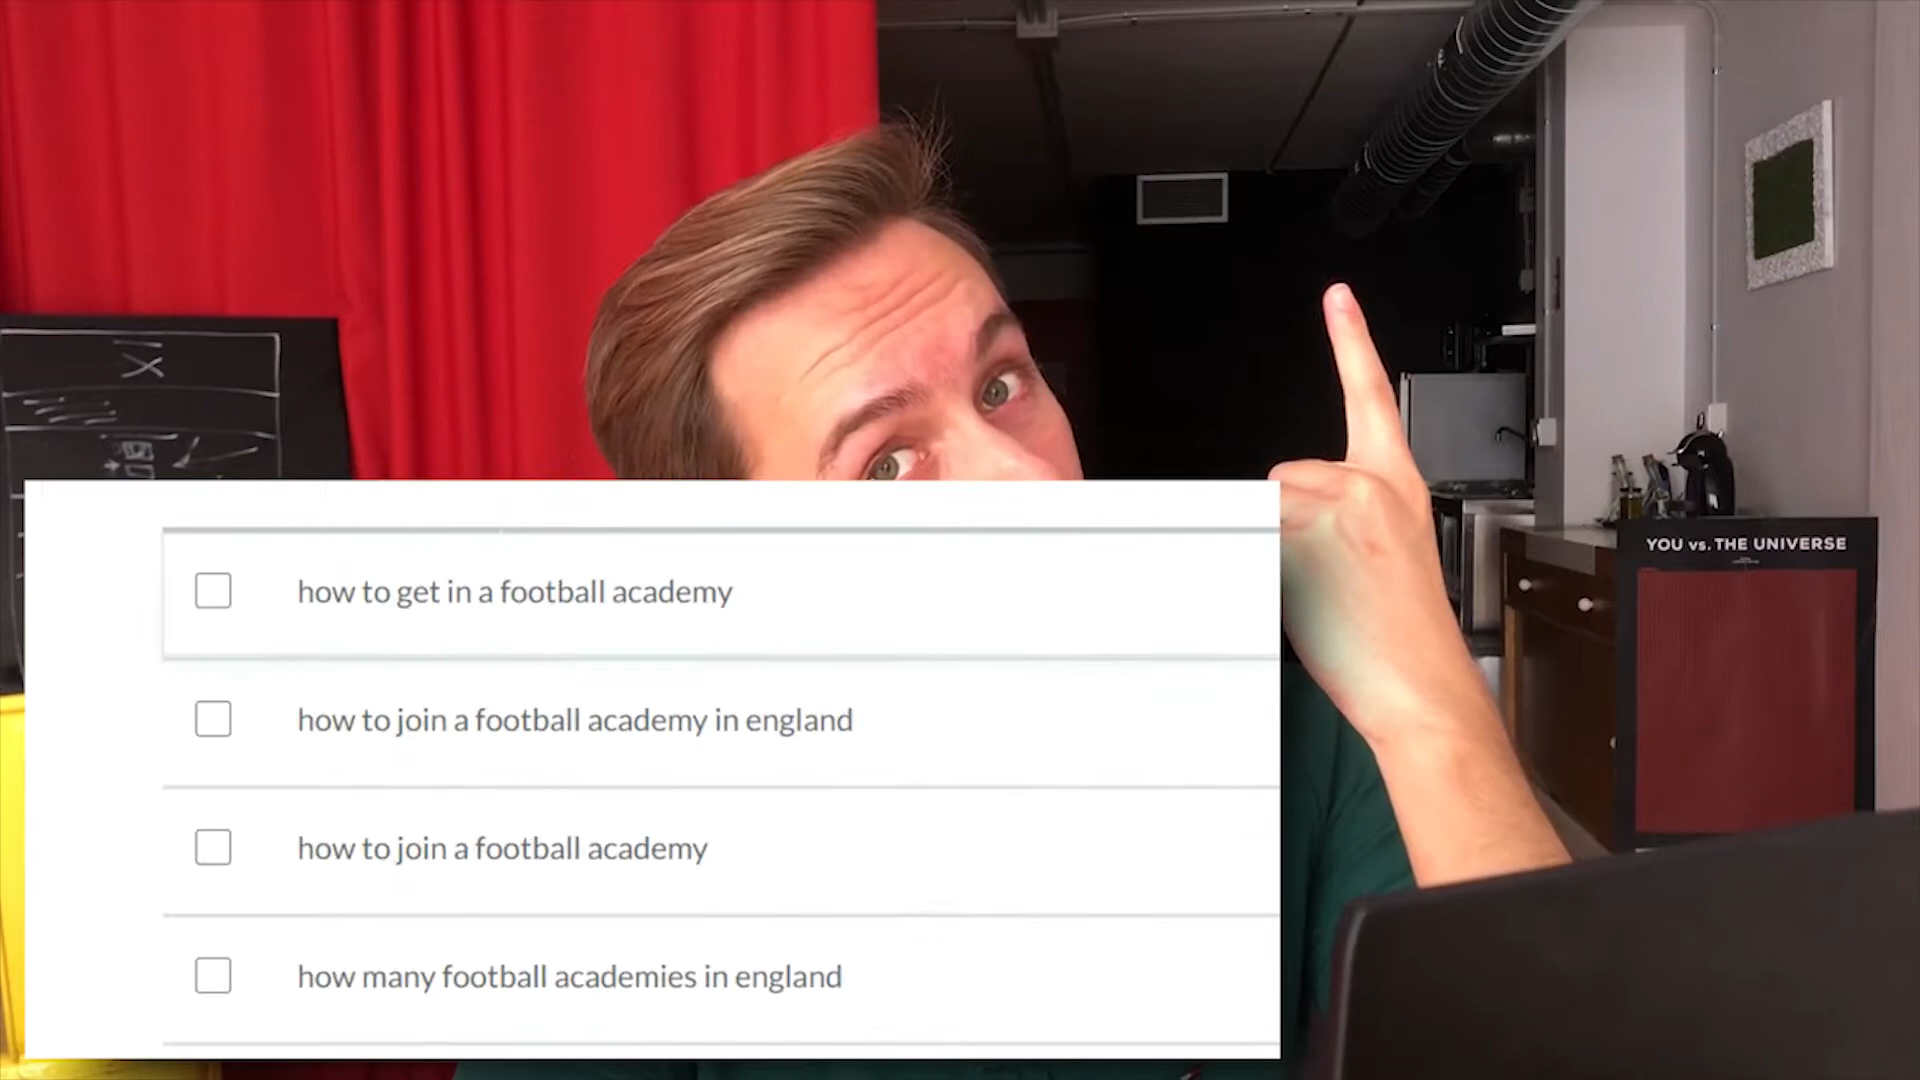 YOU vs. THE UNIVERSE
how to get in a football academy
how to join a football academy in england
how to join a football academy
how many football academies in england